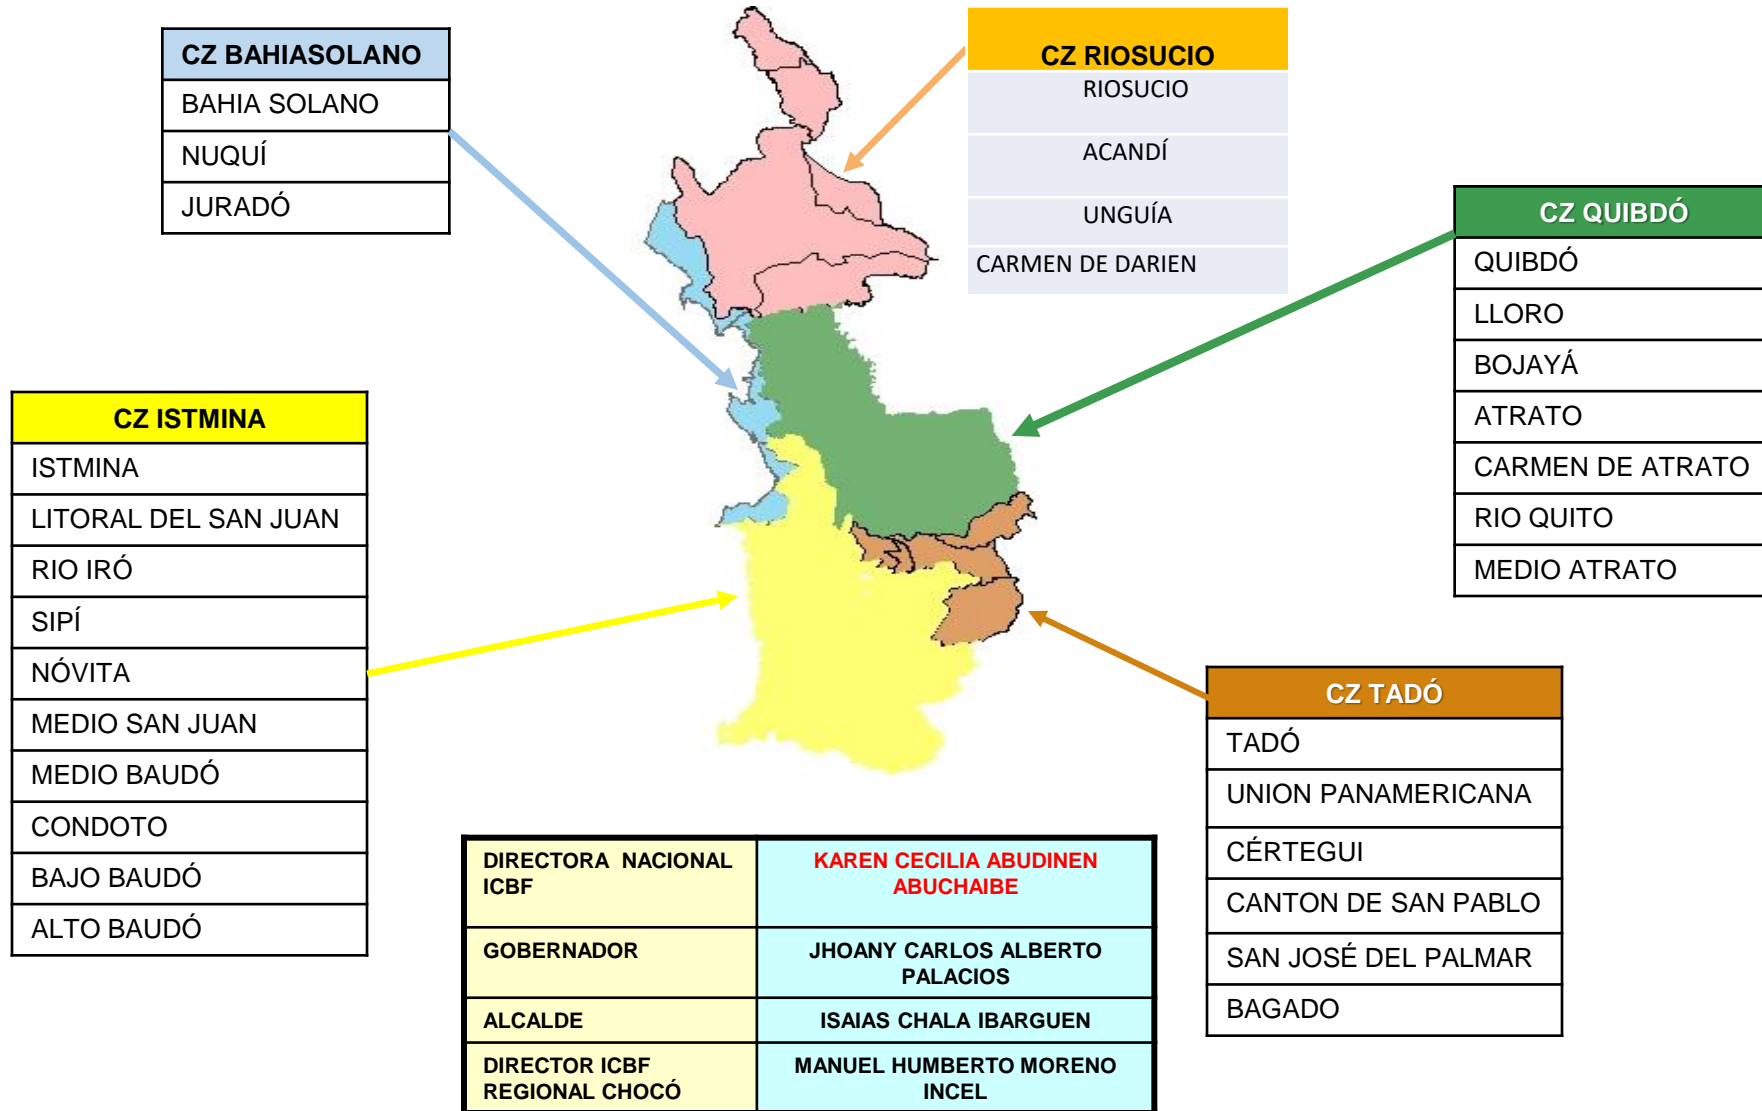 CZ BAHIASOLANO
BAHIA SOLANO
NUQUÍ
JURADÓ
CZ RIOSUCIO
RIOSUCIO
ACANDÍ
UNGUÍA
CARMEN DE DARIEN
CZ QUIBDÓ
QUIBDÓ
LLORO
BOJAYÁ
ATRATO
CARMEN DE ATRATO
RIO QUITO
MEDIO ATRATO
CZ ISTMINA
ISTMINA
LITORAL DEL SAN JUAN
RIO IRÓ
SIPÍ
NÓVITA
MEDIO SAN JUAN
MEDIO BAUDÓ
CONDOTO
BAJO BAUDÓ
ALTO BAUDÓ
CZ TADÓ
TADÓ
UNION PANAMERICANA
CÉRTEGUI
CANTON DE SAN PABLO
SAN JOSÉ DEL PALMAR
BAGADO
DIRECTORA NACIONAL
ICBF
KAREN CECILIA ABUDINEN
ABUCHAIBE
GOBERNADOR
JHOANY CARLOS ALBERTO
PALACIOS
ALCALDE
ISAIAS CHALA IBARGUEN
DIRECTOR ICBF
REGIONAL CHOCÓ
MANUEL HUMBERTO MORENO
INCEL